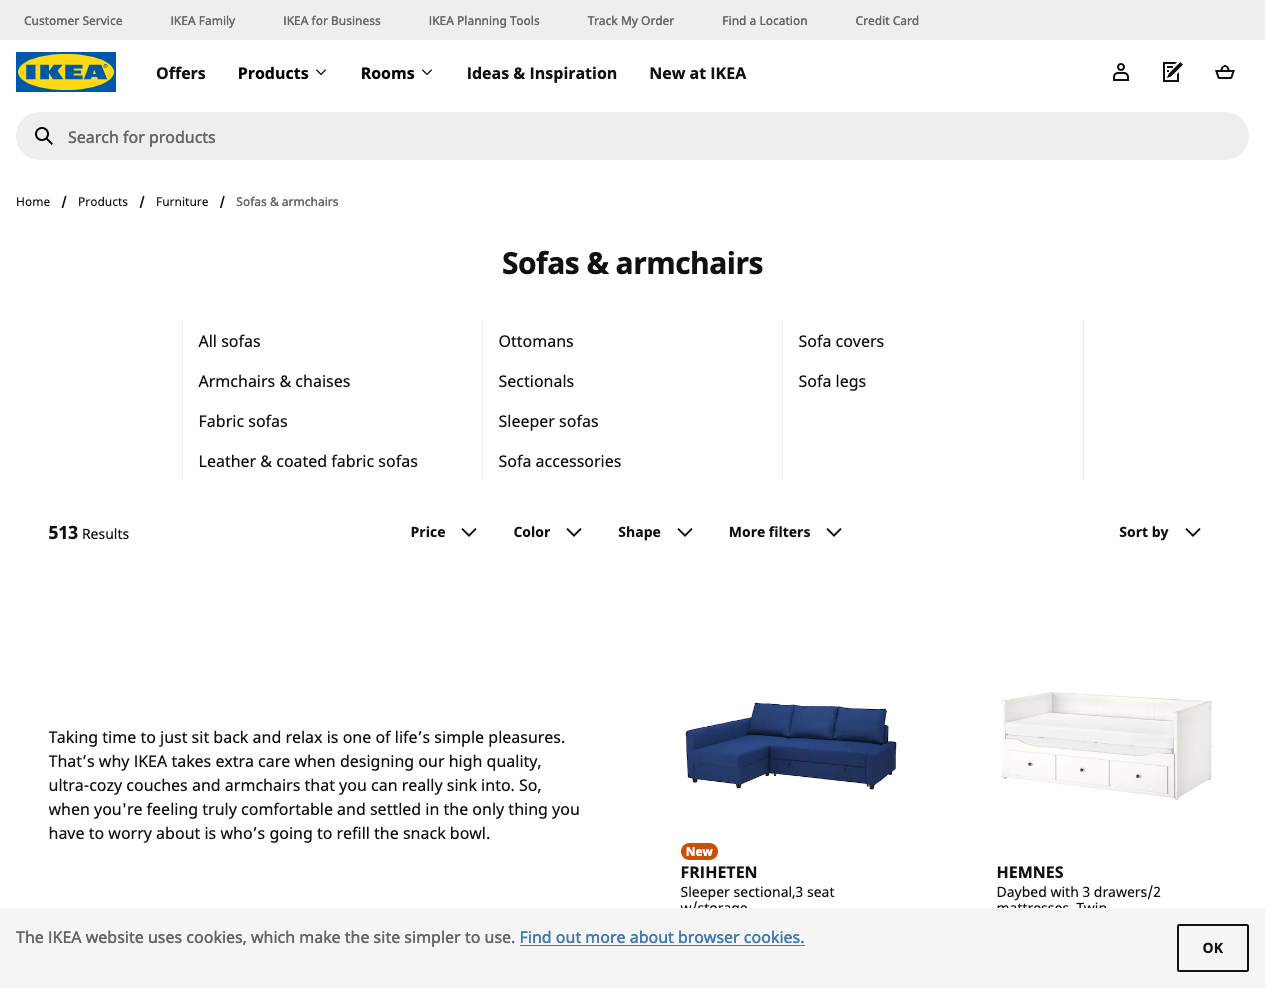 Customer Service IKEA Family IKEA for Business IKEA Planning Tools Track My Order Find a Location Credit Card
IKEA Offers Products Rooms Ideas & Inspiration New at IKEA
Search for products
Home / Products / Furniture / Sofas & armchairs
Sofas & armchairs
All sofas
Armchairs & chaises
Fabric sofas
Leather & coated fabric sofas
Ottomans
Sectionals
Sleeper sofas
Sofa accessories
Sofa covers
Sofa legs
513 Results Price Color Shape More filters Sort by
Taking time to just sit back and relax is one of life’s simple pleasures.
That’s why IKEA takes extra care when designing our high quality,
ultra-cozy couches and armchairs that you can really sink into. So,
when you're feeling truly comfortable and settled in the only thing you
have to worry about is who’s going to refill the snack bowl.
New
FRIHETEN
Sleeper sectional,3 seat
w/storage
HEMNES
Daybed with 3 drawers/2
mattresses, Twin
The IKEA website uses cookies, which make the site simpler to use. Find out more about browser cookies.
OK